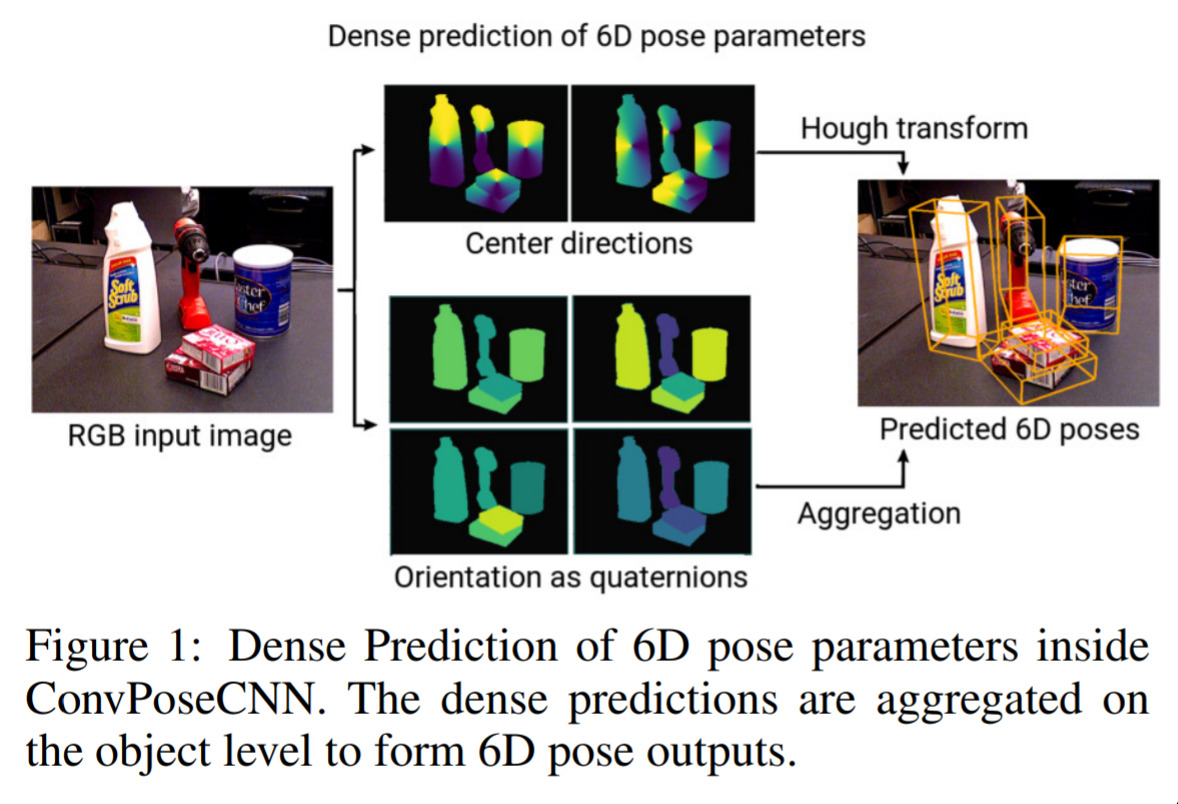 Dense prediction of 6D pose parameters
Hough transform
Center directions
Soft
Scrub
RGB input image
Predicted 6D poses
Aggregation
Orientation as quaternions
Figure 1: Dense Prediction of 6D pose parameters inside
ConvPoseCNN. The dense predictions are aggregated on
the object level to form 6D pose outputs.